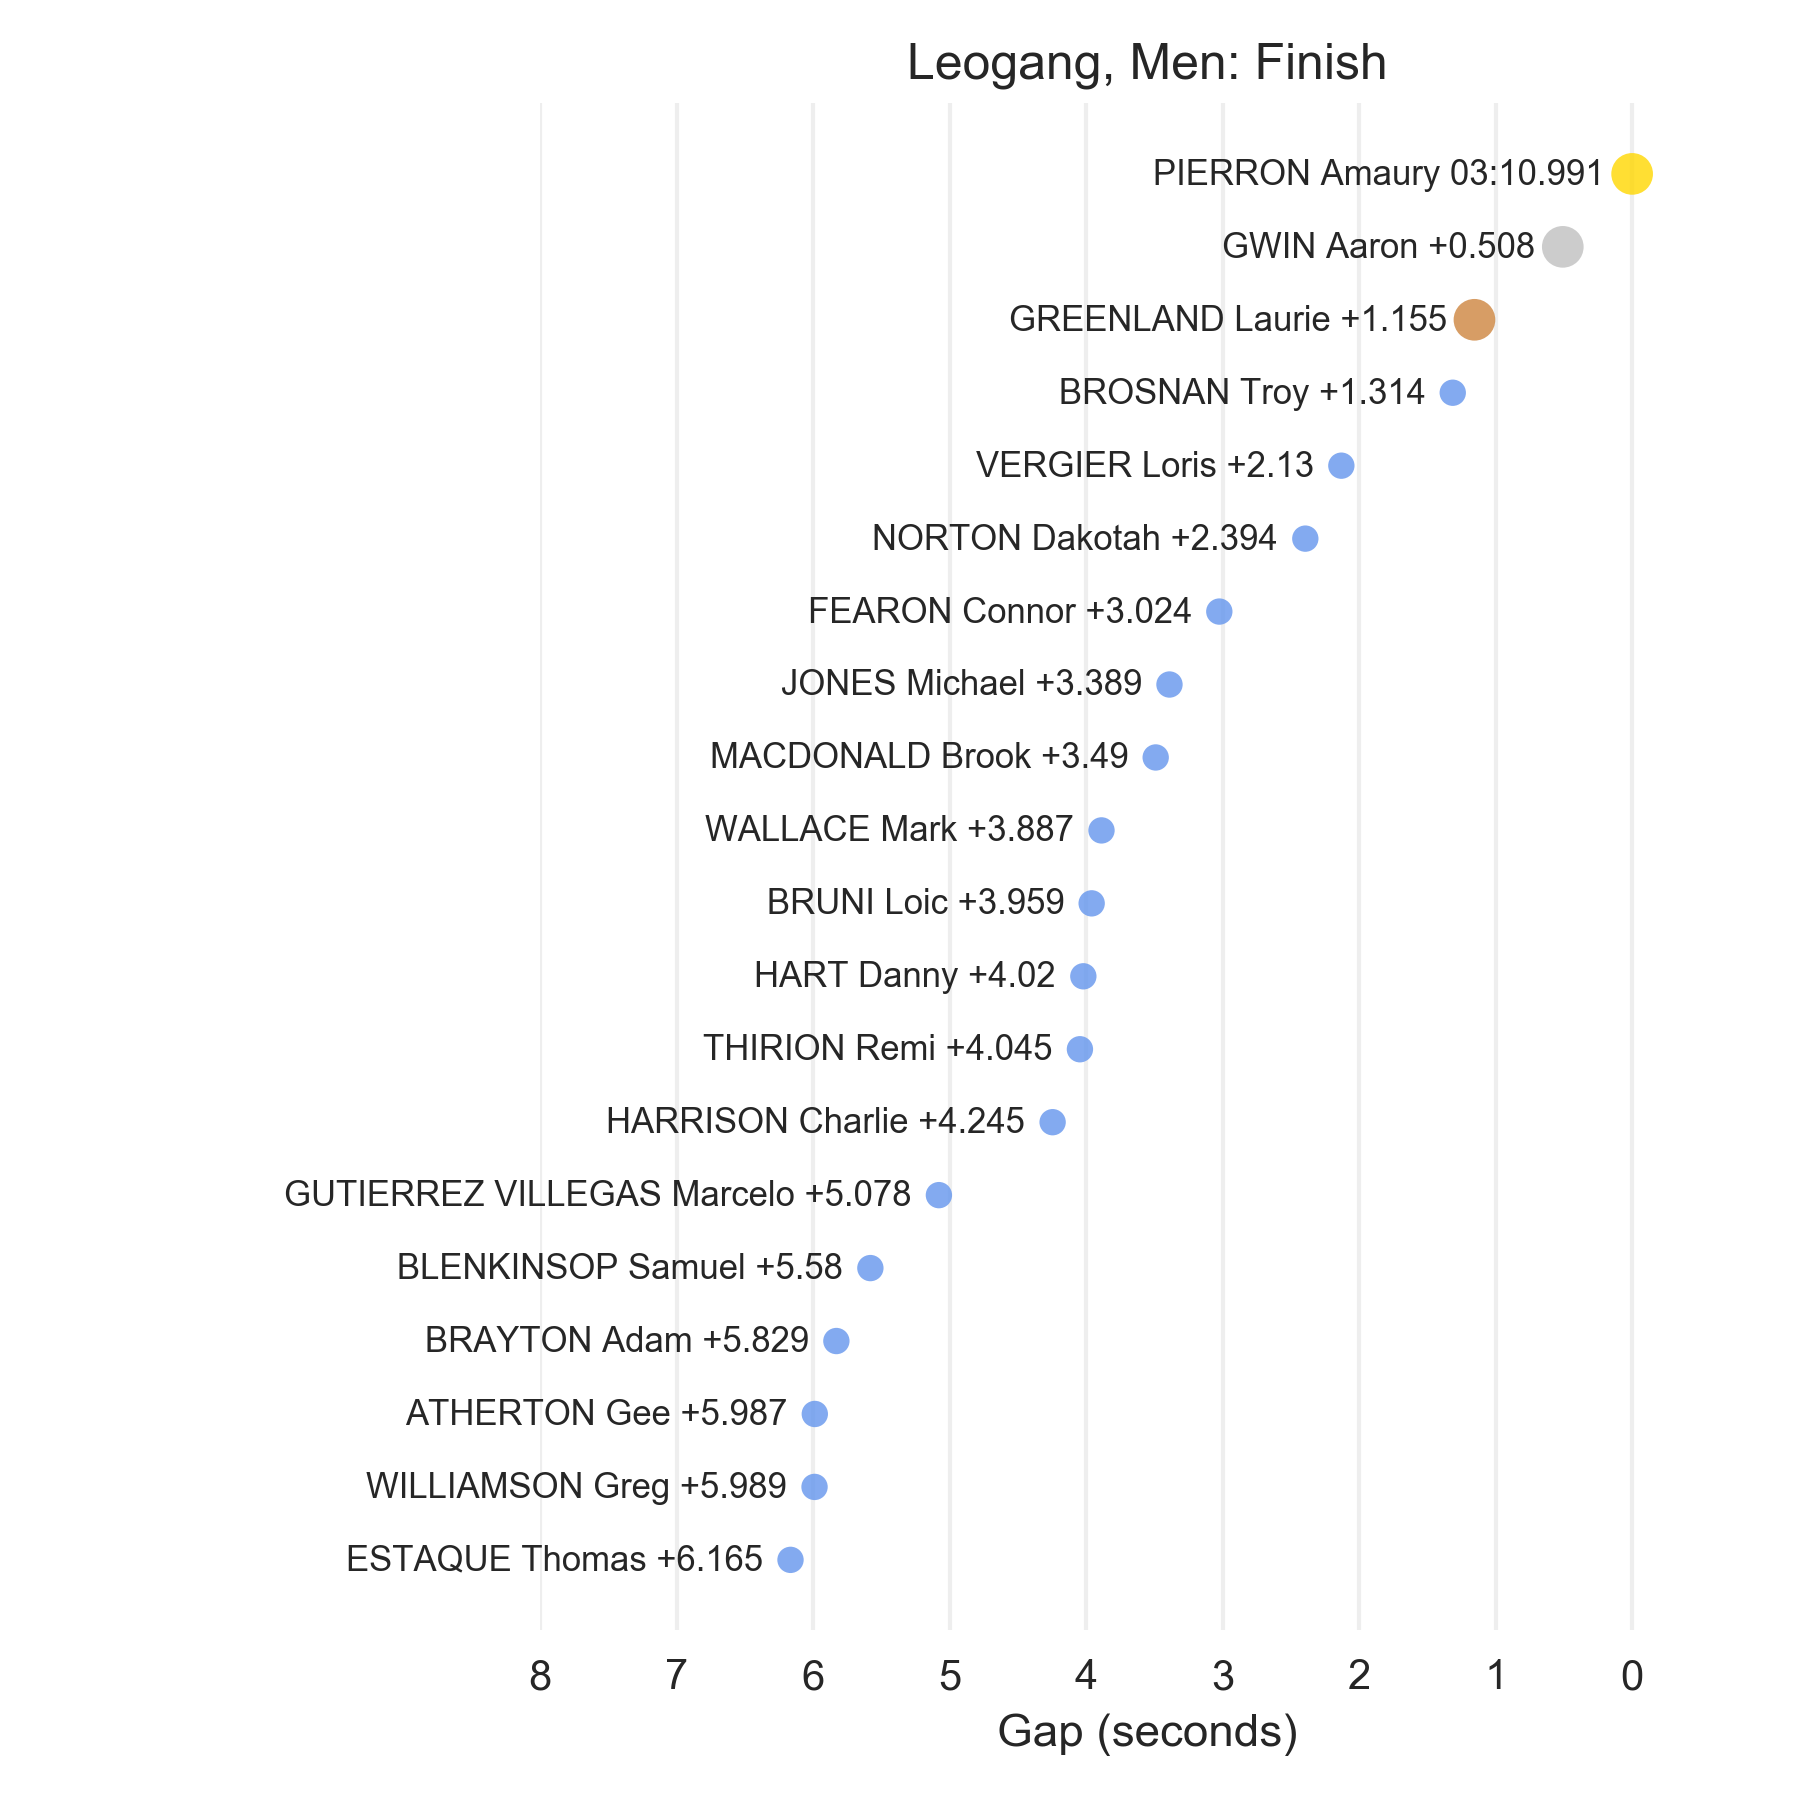 Leogang, Men: Finish
PIERRON Amaury 03:10.991
GWIN Aaron +0.508
GREENLAND Laurie +1.155
BROSNAN Troy +1.314
VERGIER Loris +2.13
NORTON Dakotah +2.394
FEARON Connor +3.024
JONES Michael +3.389
MACDONALD Brook +3.49
WALLACE Mark +3.887
BRUNI Loic +3.959
HART Danny +4.02
THIRION Remi +4.045
HARRISON Charlie +4.245
GUTIERREZ VILLEGAS Marcelo +5.078
BLENKINSOP Samuel +5.58
BRAYTON Adam +5.829
ATHERTON Gee +5.987
WILLIAMSON Greg +5.989
ESTAQUE Thomas +6.165
8 7 6 5 4 3 2 1 0
Gap (seconds)